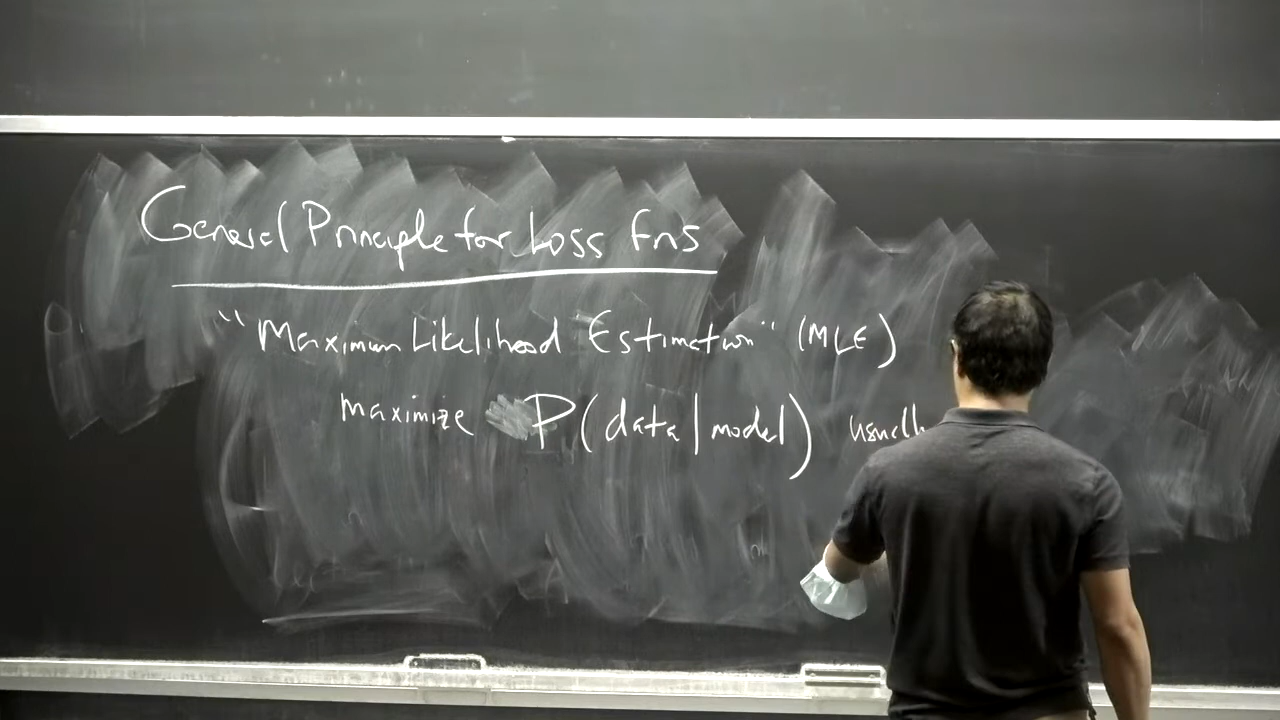 General Principle for Loss Fns
"Maximum Likelihood Estimation" (MLE)
maximize P(data | model)